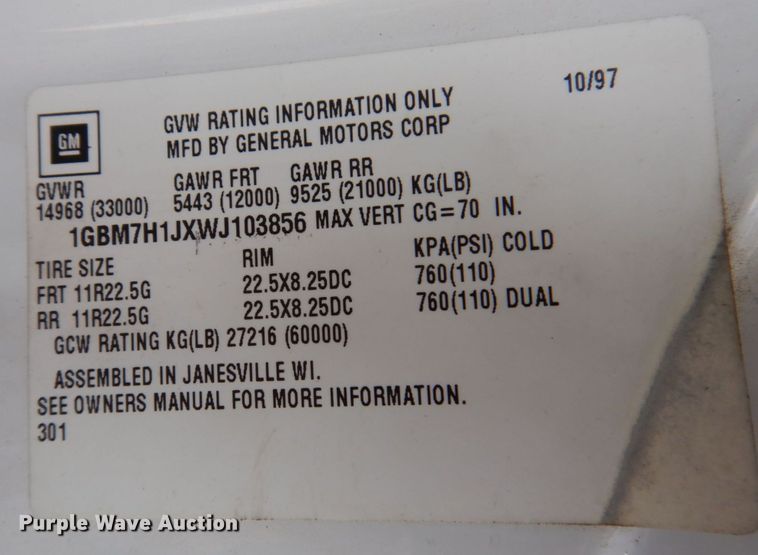 10/97
GM
GVW RATING INFORMATION ONLY
MFD BY GENERAL MOTORS CORP
GVWR GAWR FRT GAWR RR
14968 (33000) 5443 (12000) 9525 (21000) KG(LB)
1GBM7H1JXWJ103856 MAX VERT CG=70 IN.
TIRE SIZE RIM KPA(PSI) COLD
FRT 11R22.5G 22.5X8.25DC 760(110)
RR 11R22.5G 22.5X8.25DC 760(110) DUAL
GCW RATING KG(LB) 27216 (60000)
ASSEMBLED IN JANESVILLE WI.
SEE OWNERS MANUAL FOR MORE INFORMATION.
301
Purple Wave Auction